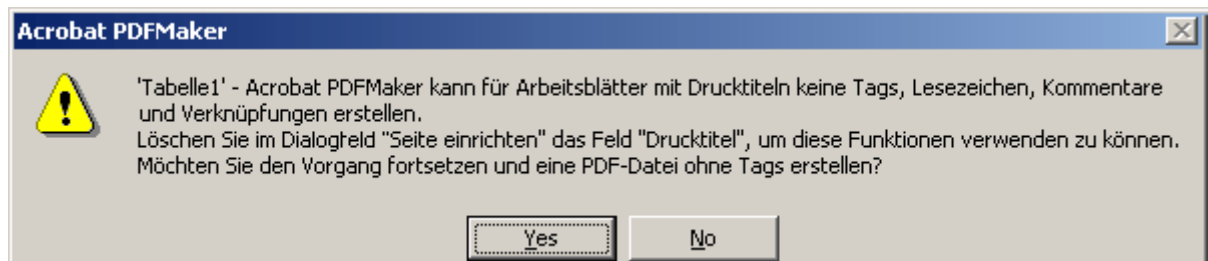 Acrobat PDFMaker
'Tabelle1' - Acrobat PDFMaker kann für Arbeitsblätter mit Drucktiteln keine Tags, Lesezeichen, Kommentare
und Verknüpfungen erstellen.
Löschen Sie im Dialogfeld "Seite einrichten" das Feld "Drucktitel", um diese Funktionen verwenden zu können.
Möchten Sie den Vorgang fortsetzen und eine PDF-Datei ohne Tags erstellen?
Yes No